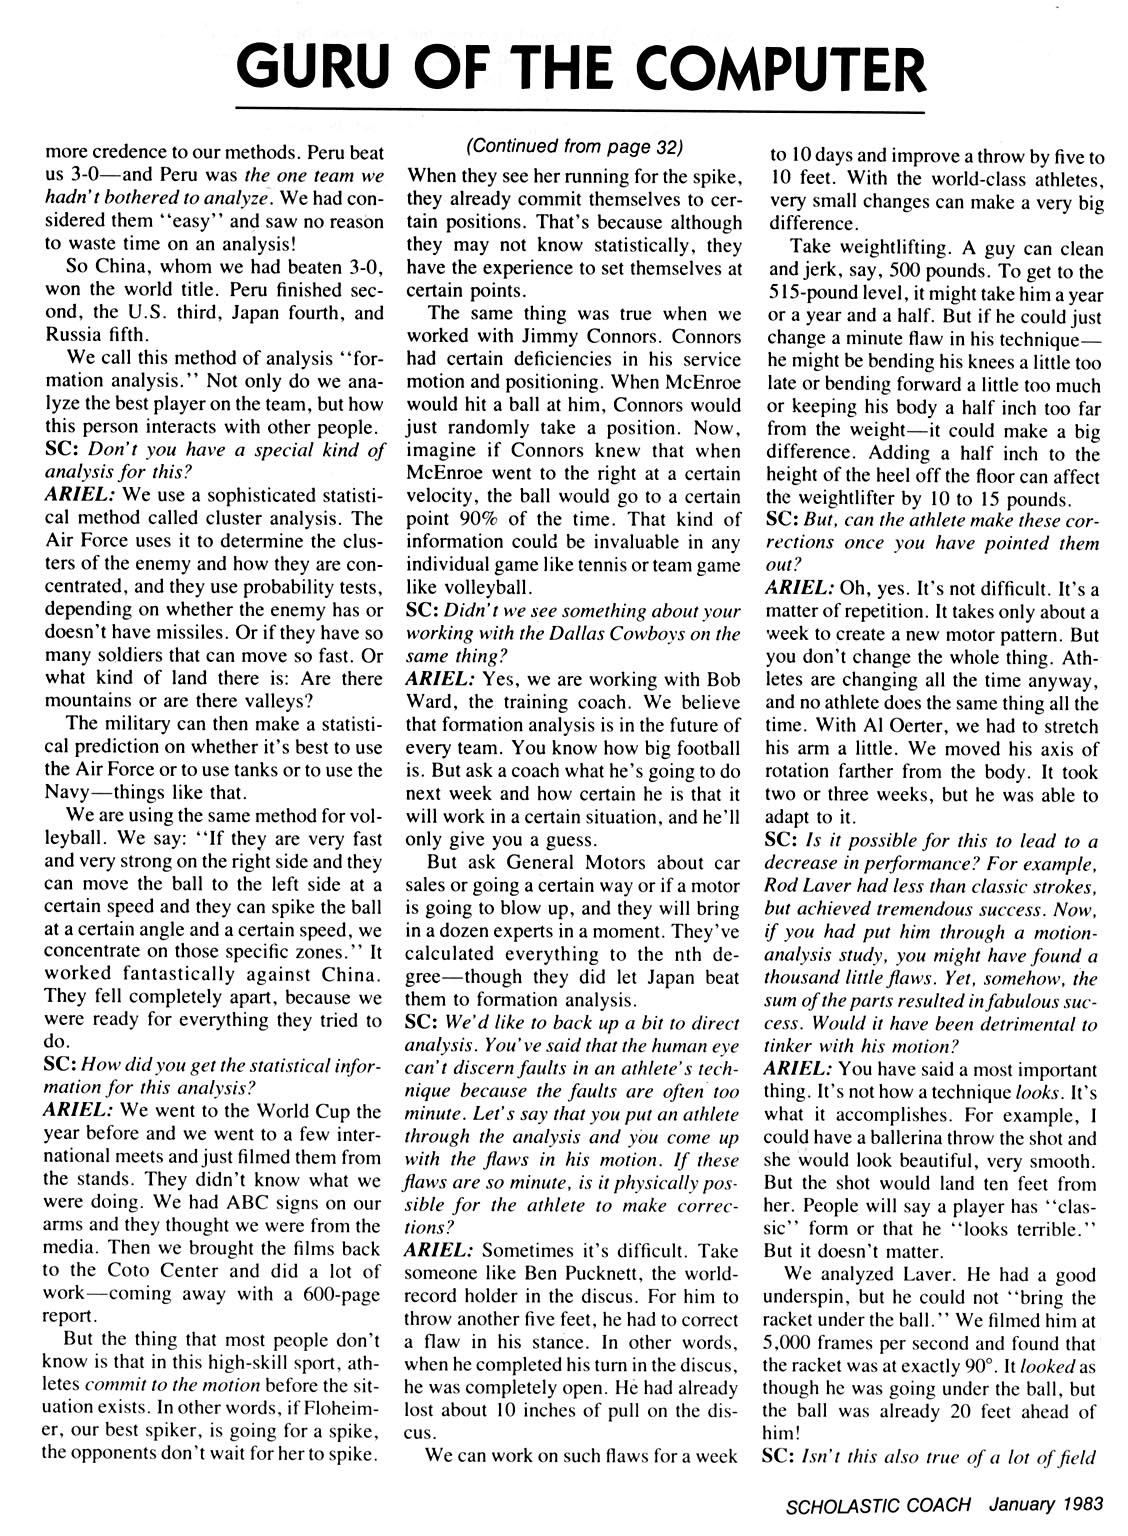 GURU OF THE COMPUTER
more credence to our methods. Peru beat
us 3-0—and Peru was the one team we
hadn't bothered to analyze. We had con-
sidered them "easy" and saw no reason
to waste time on an analysis!
So China, whom we had beaten 3-0,
won the world title. Peru finished sec-
ond, the U.S. third, Japan fourth, and
Russia fifth.
We call this method of analysis "for-
mation analysis." Not only do we ana-
lyze the best player on the team, but how
this person interacts with other people.
SC: Don't you have a special kind of
analysis for this?
ARIEL: We use a sophisticated statisti-
cal method called cluster analysis. The
Air Force uses it to determine the clus-
ters of the enemy and how they are con-
centrated, and they use probability tests,
depending on whether the enemy has or
doesn't have missiles. Or if they have so
many soldiers that can move so fast. Or
what kind of land there is: Are there
mountains or are there valleys?
The military can then make a statisti-
cal prediction on whether it's best to use
the Air Force or to use tanks or to use the
Navy—things like that.
We are using the same method for vol-
leyball. We say: "If they are very fast
and very strong on the right side and they
can move the ball to the left side at a
certain speed and they can spike the ball
at a certain angle and a certain speed, we
concentrate on those specific zones." It
worked fantastically against China.
They fell completely apart, because we
were ready for everything they tried to
do.
SC: How did you get the statistical infor-
mation for this analysis?
ARIEL: We went to the World Cup the
year before and we went to a few inter-
national meets and just filmed them from
the stands. They didn't know what we
were doing. We had ABC signs on our
arms and they thought we were from the
media. Then we brought the films back
to the Coto Center and did a lot of
work—coming away with a 600-page
report.
But the thing that most people don't
know is that in this high-skill sport, ath-
letes commit to the motion before the sit-
uation exists. In other words, if Floheim-
er, our best spiker, is going for a spike,
the opponents don't wait for her to spike.
(Continued from page 32)
When they see her running for the spike,
they already commit themselves to cer-
tain positions. That's because although
they may not know statistically, they
have the experience to set themselves at
certain points.
The same thing was true when we
worked with Jimmy Connors. Connors
had certain deficiencies in his service
motion and positioning. When McEnroe
would hit a ball at him, Connors would
just randomly take a position. Now,
imagine if Connors knew that when
McEnroe went to the right at a certain
velocity, the ball would go to a certain
point 90% of the time. That kind of
information could be invaluable in any
individual game like tennis or team game
like volleyball.
SC: Didn't we see something about your
working with the Dallas Cowboys on the
same thing?
ARIEL: Yes, we are working with Bob
Ward, the training coach. We believe
that formation analysis is in the future of
every team. You know how big football
is. But ask a coach what he's going to do
next week and how certain he is that it
will work in a certain situation, and he'll
only give you a guess.
But ask General Motors about car
sales or going a certain way or if a motor
is going to blow up, and they will bring
in a dozen experts in a moment. They've
calculated everything to the nth de-
gree—though they did let Japan beat
them to formation analysis.
SC: We'd like to back up a bit to direct
analysis. You've said that the human eye
can't discern faults in an athlete's tech-
nique because the faults are often too
minute. Let's say that you put an athlete
through the analysis and you come up
with the flaws in his motion. If these
flaws are so minute, is it physically pos-
sible for the athlete to make correc-
tions?
ARIEL: Sometimes it's difficult. Take
someone like Ben Pucknett, the world-
record holder in the discus. For him to
throw another five feet, he had to correct
a flaw in his stance. In other words,
when he completed his turn in the discus,
he was completely open. He had already
lost about 10 inches of pull on the dis-
cus.
We can work on such flaws for a week
to 10 days and improve a throw by five to
10 feet. With the world-class athletes,
very small changes can make a very big
difference.
Take weightlifting. A guy can clean
and jerk, say, 500 pounds. To get to the
515-pound level, it might take him a year
or a year and a half. But if he could just
change a minute flaw in his technique—
he might be bending his knees a little too
late or bending forward a little too much
or keeping his body a half inch too far
from the weight—it could make a big
difference. Adding a half inch to the
height of the heel off the floor can affect
the weightlifter by 10 to 15 pounds.
SC: But, can the athlete make these cor-
rections once you have pointed them
out?
ARIEL: Oh, yes. It's not difficult. It's a
matter of repetition. It takes only about a
week to create a new motor pattern. But
you don't change the whole thing. Ath-
letes are changing all the time anyway,
and no athlete does the same thing all the
time. With Al Oerter, we had to stretch
his arm a little. We moved his axis of
rotation farther from the body. It took
two or three weeks, but he was able to
adapt to it.
SC: Is it possible for this to lead to a
decrease in performance? For example,
Rod Laver had less than classic strokes,
but achieved tremendous success. Now,
if you had put him through a motion-
analysis study, you might have found a
thousand little flaws. Yet, somehow, the
sum of the parts resulted in fabulous suc-
cess. Would it have been detrimental to
tinker with his motion?
ARIEL: You have said a most important
thing. It's not how a technique looks. It's
what it accomplishes. For example, I
could have a ballerina throw the shot and
she would look beautiful, very smooth.
But the shot would land ten feet from
her. People will say a player has "clas-
sic" form or that he "looks terrible."
But it doesn't matter.
We analyzed Laver. He had a good
underspin, but he could not "bring the
racket under the ball." We filmed him at
5,000 frames per second and found that
the racket was at exactly 90°. It looked as
though he was going under the ball, but
the ball was already 20 feet ahead of
him!
SC: Isn't this also true of a lot of field
SCHOLASTIC COACH January 1983